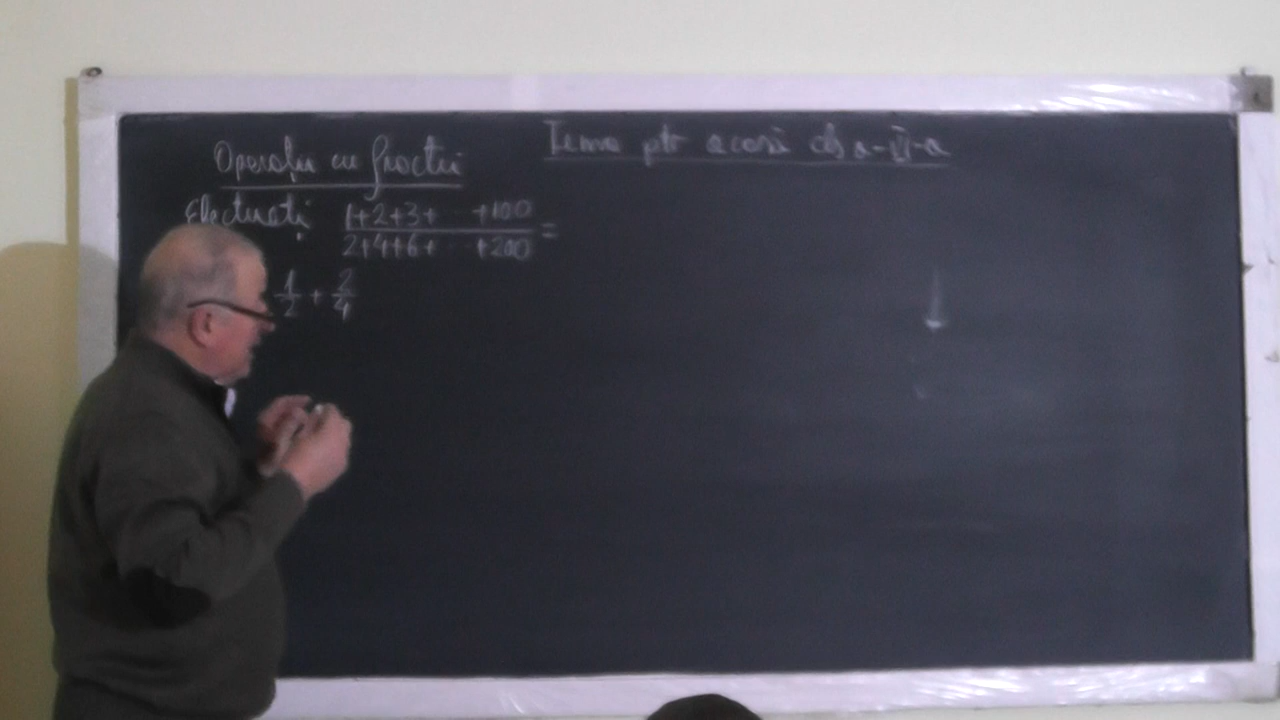 Tema ptr acasă cls a-VI-a
Operații cu fracții
Efectuați:
1+2+3+ ... +100
2+4+6+ ... +200 =
1/2 + 2/4